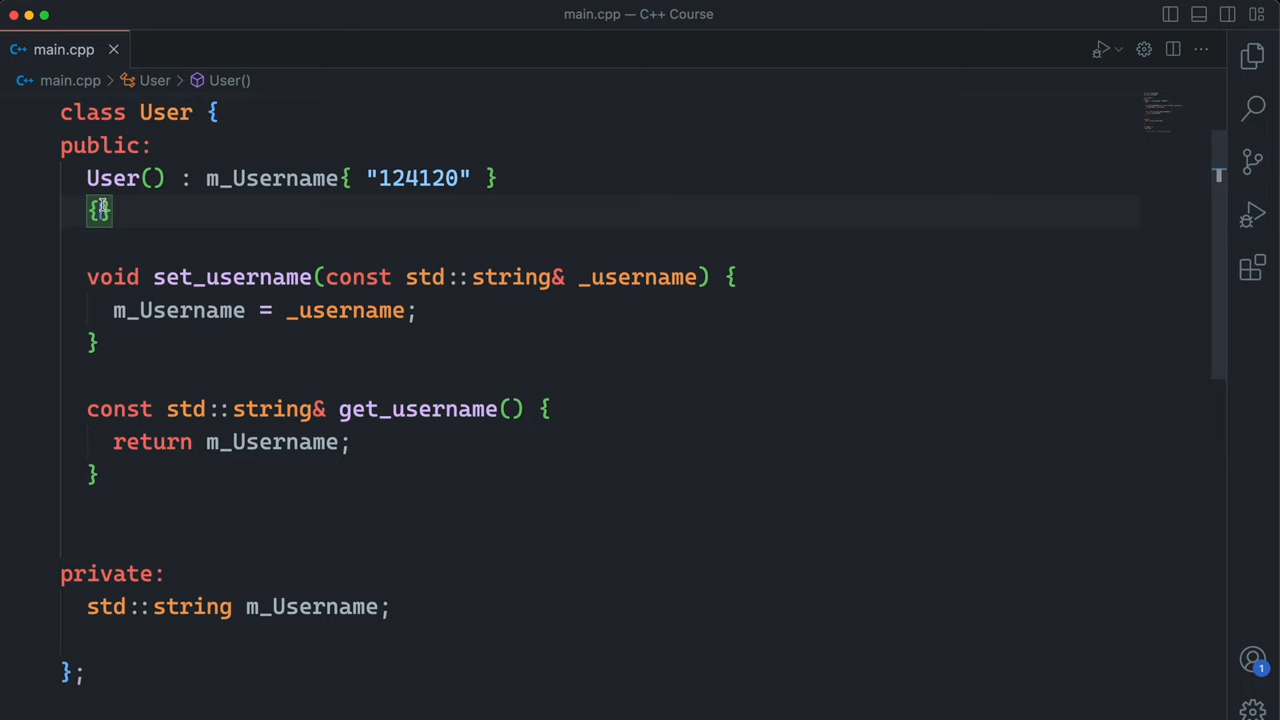 main.cpp — C++ Course
main.cpp
main.cpp > User > User()
class User {
public:
User() : m_Username{ "124120" }
{}
void set_username(const std::string& _username) {
m_Username = _username;
}
const std::string& get_username() {
return m_Username;
}
private:
std::string m_Username;
};
1